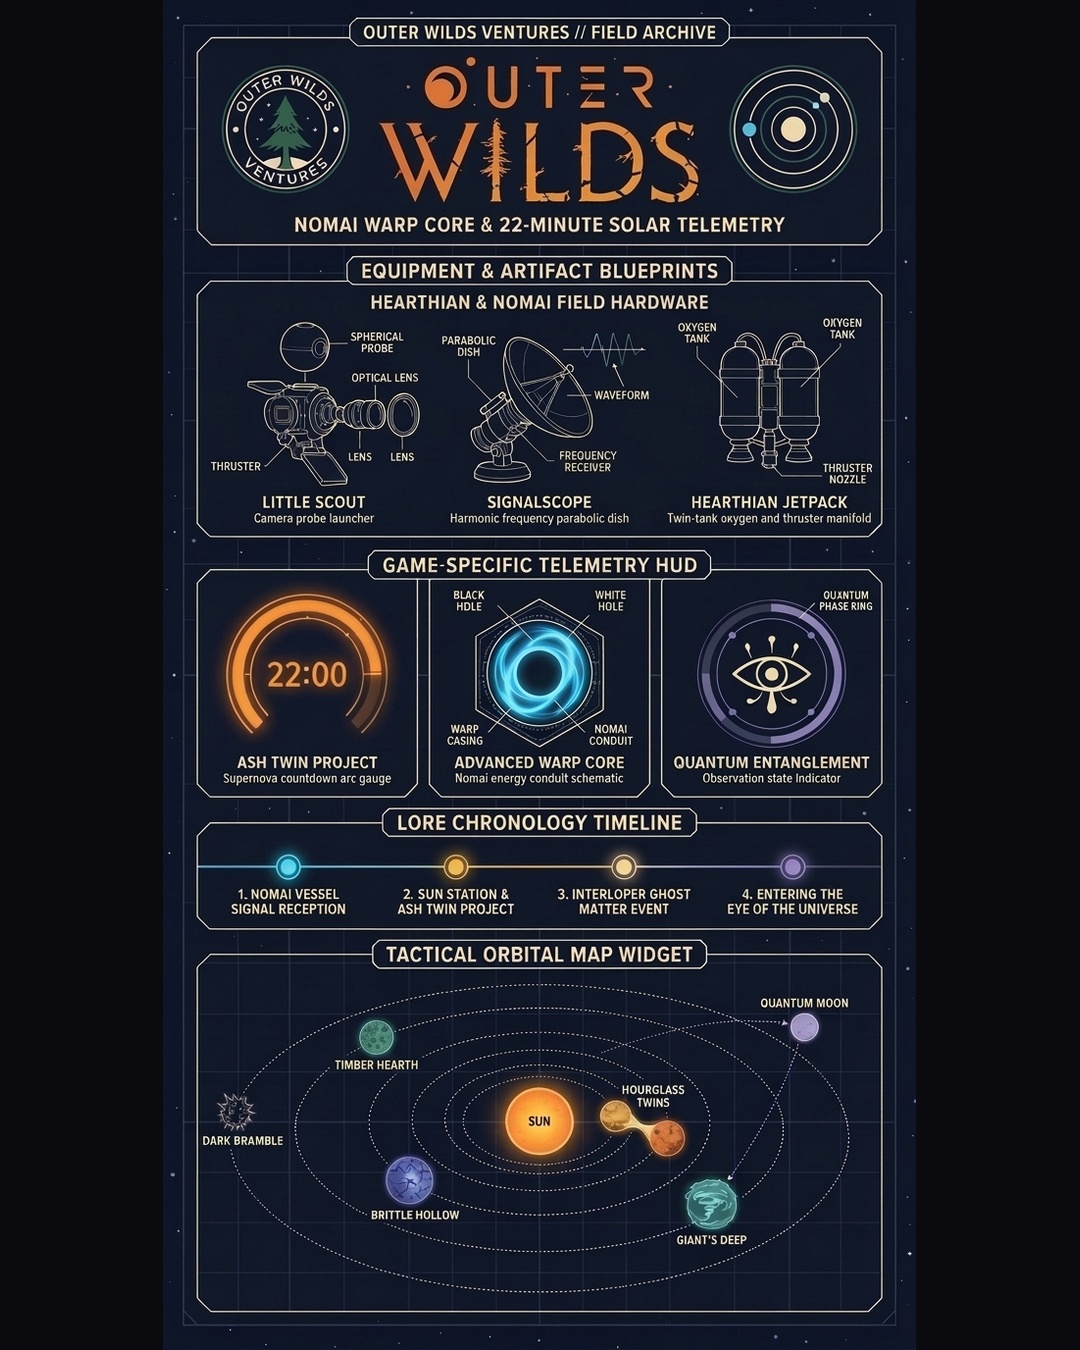 OUTER WILDS VENTURES // FIELD ARCHIVE
OUTER WILDS
VENTURES
OUTER
WILDS
NOMAI WARP CORE & 22-MINUTE SOLAR TELEMETRY
EQUIPMENT & ARTIFACT BLUEPRINTS
HEARTHIAN & NOMAI FIELD HARDWARE
SPHERICAL
PROBE
OPTICAL LENS
THRUSTER
LENS
LENS
LITTLE SCOUT
Camera probe launcher
PARABOLIC
DISH
WAVEFORM
FREQUENCY
RECEIVER
SIGNALSCOPE
Harmonic frequency parabolic dish
OXYGEN
TANK
OXYGEN
TANK
THRUSTER
NOZZLE
HEARTHIAN JETPACK
Twin-tank oxygen and thruster manifold
GAME-SPECIFIC TELEMETRY HUD
22:00
ASH TWIN PROJECT
Supernova countdown arc gauge
BLACK
HDLE
WHITE
HOLE
WARP
CASING
NOMAI
CONDUIT
ADVANCED WARP CORE
Nomai energy conduit schematic
OUXNTUM
PHASE RING
QUANTUM ENTANGLEMENT
Observation state Indicator
LORE CHRONOLOGY TIMELINE
1. NOMAI VESSEL
SIGNAL RECEPTION
2. SUN STATION &
ASH TWIN PROJECT
3. INTERLOPER GHOST
MATTER EVENT
4. ENTERING THE
EYE OF THE UNIVERSE
TACTICAL ORBITAL MAP WIDGET
QUANTUM MOON
TIMBER HEARTH
HOURGLASS
TWINS
SUN
DARK BRAMBLE
BRITTLE HOLLOW
GIANT'S DEEP